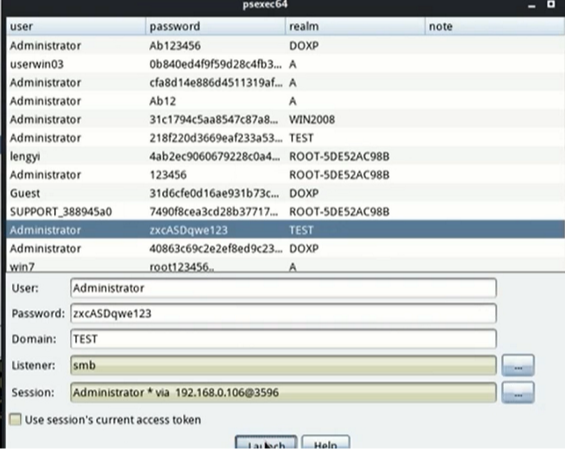 psexec64
user password realm note
Administrator Ab123456 DOXP
userwin03 0b840ed4f9f59d28c4fb3... A
Administrator cfa8d14e886d4511319af... A
Administrator Ab12 A
Administrator 31c1794c5aa8547c87a8... WIN2008
Administrator 218f220d3669eaf233a53... TEST
lengyi 4ab2ec9060679228c0a4... ROOT-5DE52AC98B
Administrator 123456 ROOT-5DE52AC98B
Guest 31d6cfe0d16ae931b73c... DOXP
SUPPORT_388945a0 7490f8cea3cd28b37717... ROOT-5DE52AC98B
Administrator zxcASDqwe123 TEST
Administrator 40863c69c2e2ef8ed9c23... DOXP
win7 root123456.. A
User: Administrator
Password: zxcASDqwe123
Domain: TEST
Listener: smb ...
Session: Administrator * via 192.168.0.106@3596 ...
Use session's current access token
Launch Help